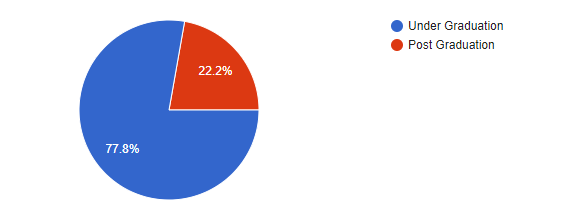 Under Graduation
Post Graduation
22.2%
77.8%